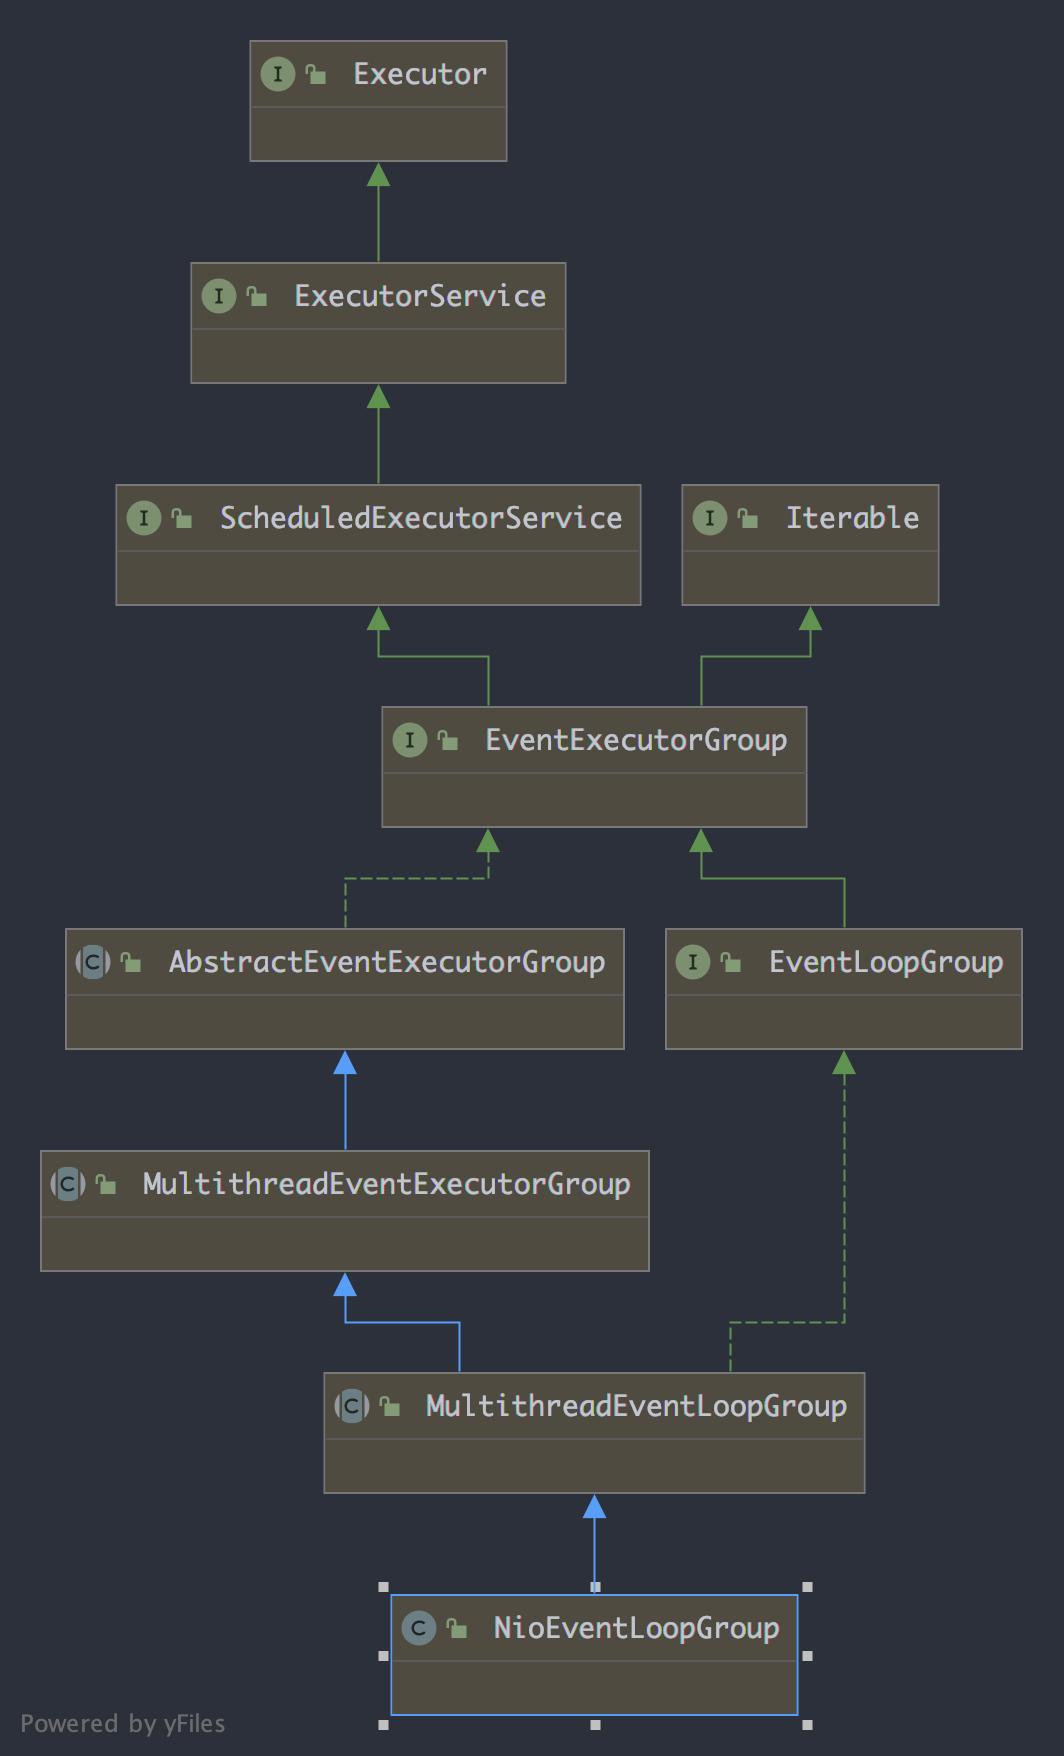 I Executor
I ExecutorService
I ScheduledExecutorService
I Iterable
I EventExecutorGroup
C AbstractEventExecutorGroup
I EventLoopGroup
C MultithreadEventExecutorGroup
C MultithreadEventLoopGroup
C NioEventLoopGroup
Powered by yFiles